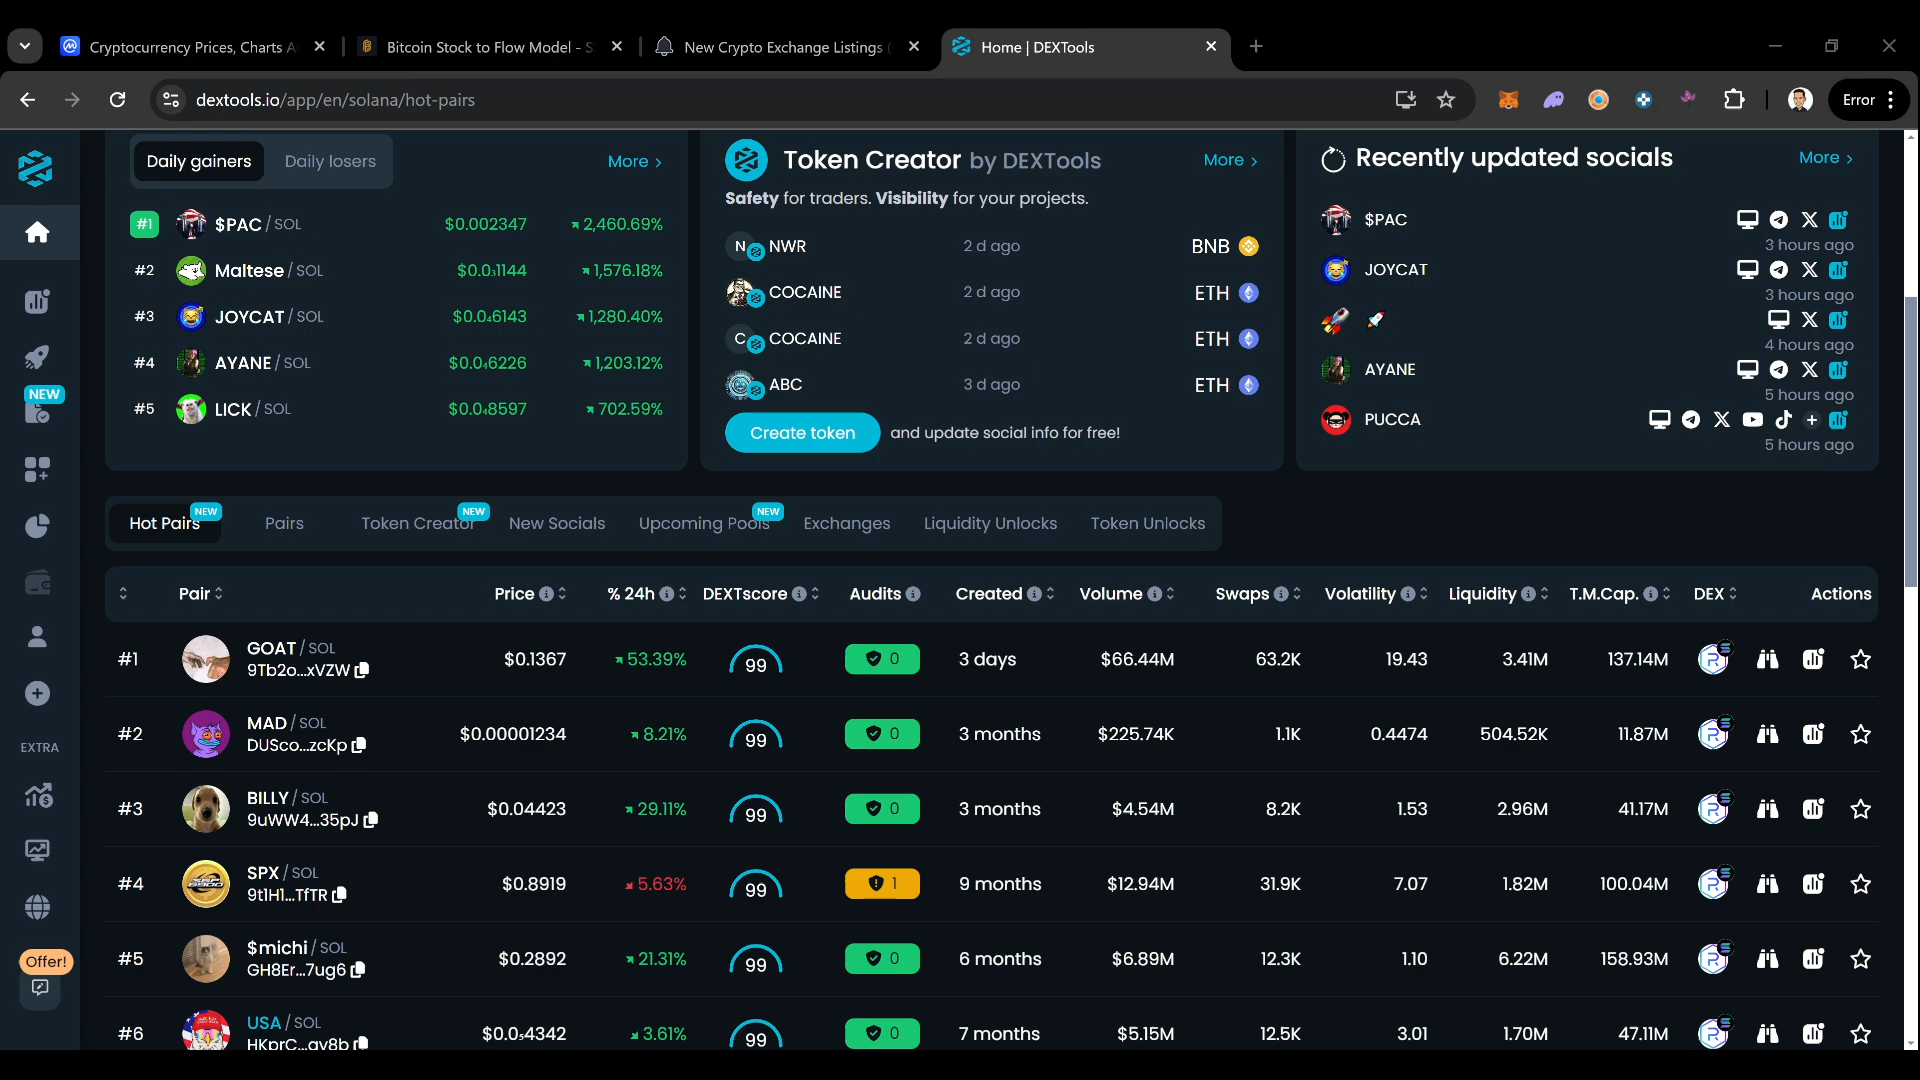 Cryptocurrency Prices, Charts A
Bitcoin Stock to Flow Model - S
New Crypto Exchange Listings (
Home | DEXTools
dextools.io/app/en/solana/hot-pairs
Error
Daily gainers
Daily losers
More >
#1 $PAC / SOL $0.002347 2,460.69%
#2 Maltese / SOL $0.0₃1144 1,576.18%
#3 JOYCAT / SOL $0.0₄6143 1,280.40%
#4 AYANE / SOL $0.0₄6226 1,203.12%
#5 LICK / SOL $0.0₄8597 702.59%
Token Creator by DEXTools
More >
Safety for traders. Visibility for your projects.
N NWR 2 d ago BNB
COCAINE 2 d ago ETH
C COCAINE 2 d ago ETH
ABC 3 d ago ETH
Create token and update social info for free!
Recently updated socials
More >
$PAC
3 hours ago
JOYCAT
3 hours ago
4 hours ago
AYANE
5 hours ago
PUCCA
5 hours ago
NEW
EXTRA
Offer!
Hot Pairs NEW
Pairs
Token Creator NEW
New Socials
Upcoming Pools NEW
Exchanges
Liquidity Unlocks
Token Unlocks
Pair Price % 24h DEXTscore Audits Created Volume Swaps Volatility Liquidity T.M.Cap. DEX Actions
#1 GOAT / SOL $0.1367 53.39% 99 0 3 days $66.44M 63.2K 19.43 3.41M 137.14M
9Tb2o...xVZW
#2 MAD / SOL $0.00001234 8.21% 99 0 3 months $225.74K 1.1K 0.4474 504.52K 11.87M
DUSco...zcKp
#3 BILLY / SOL $0.04423 29.11% 99 0 3 months $4.54M 8.2K 1.53 2.96M 41.17M
9uWW4...35pJ
#4 SPX / SOL $0.8919 5.63% 99 1 9 months $12.94M 31.9K 7.07 1.82M 100.04M
9t1H1...TfTR
#5 $michi / SOL $0.2892 21.31% 99 0 6 months $6.89M 12.3K 1.10 6.22M 158.93M
GH8Er...7ug6
#6 USA / SOL $0.0₅4342 3.61% 99 0 7 months $5.15M 12.5K 3.01 1.70M 47.11M
HKprC...gv8b